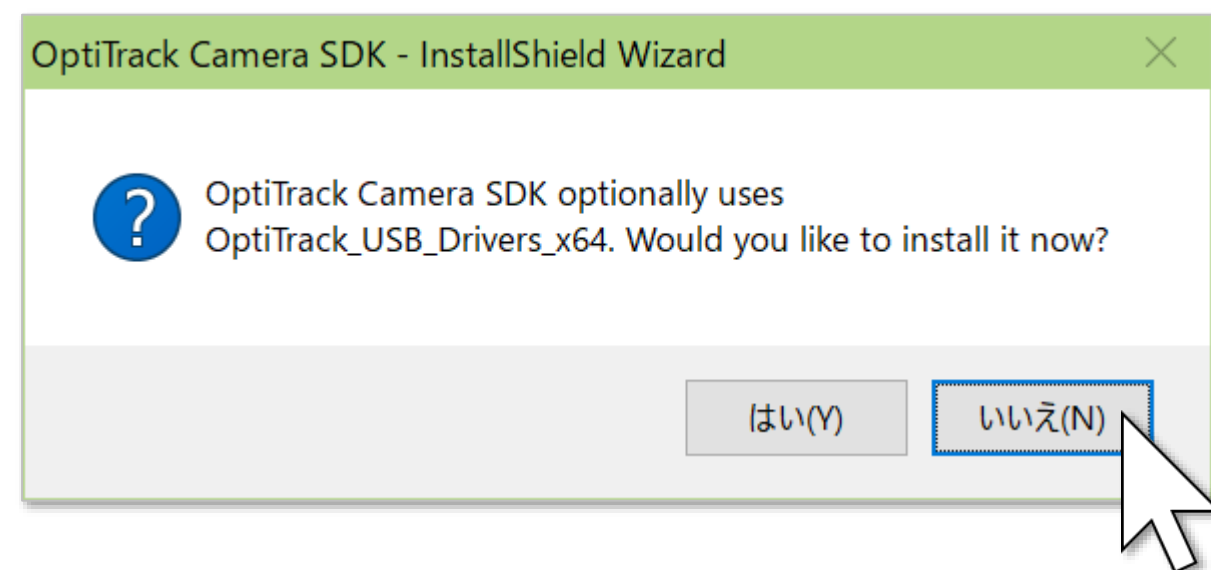 OptiTrack Camera SDK - InstallShield Wizard
OptiTrack Camera SDK optionally uses
OptiTrack_USB_Drivers_x64. Would you like to install it now?
はい(Y)
いいえ(N)